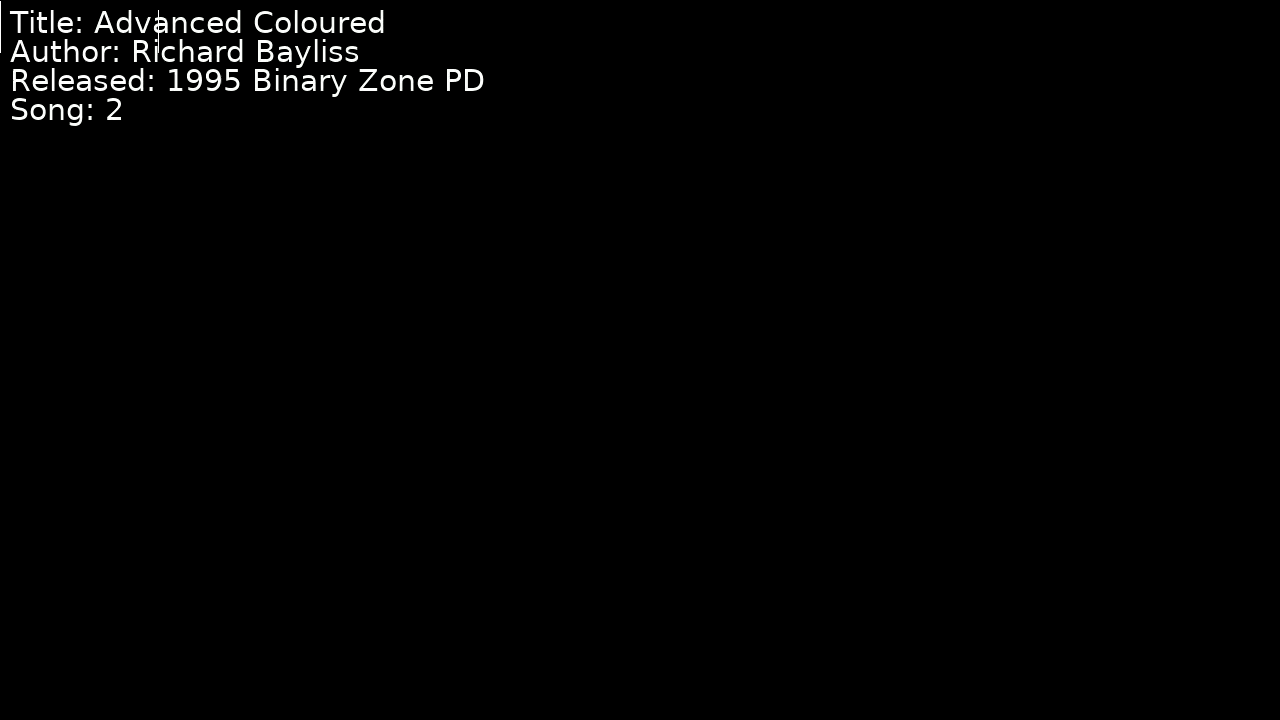 Title: Advanced Coloured
Author: Richard Bayliss
Released: 1995 Binary Zone PD
Song: 2